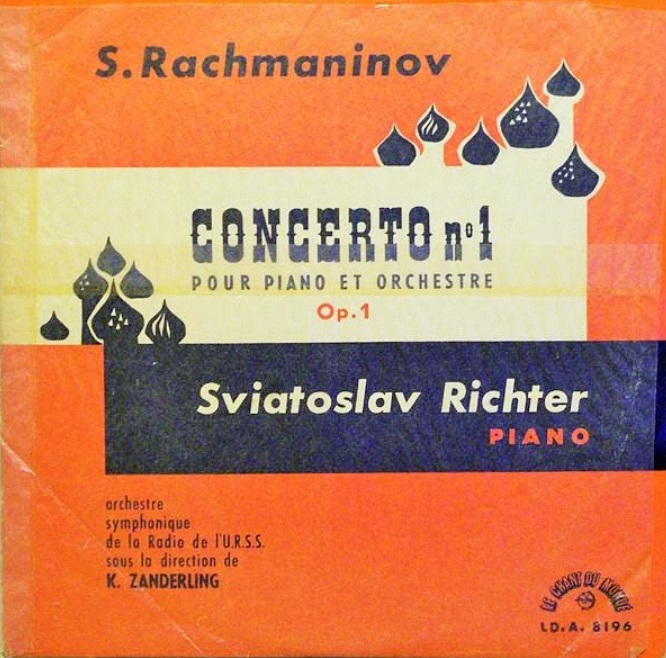 S. Rachmaninov
CONCERTO nº1
POUR PIANO ET ORCHESTRE
Op. 1
Sviatoslav Richter
PIANO
orchestre
symphonique
de la Radio de l'U.R.S.S.
sous la direction de
K. ZANDERLING
LE CHANT DU MONDE
LD.A. 8196